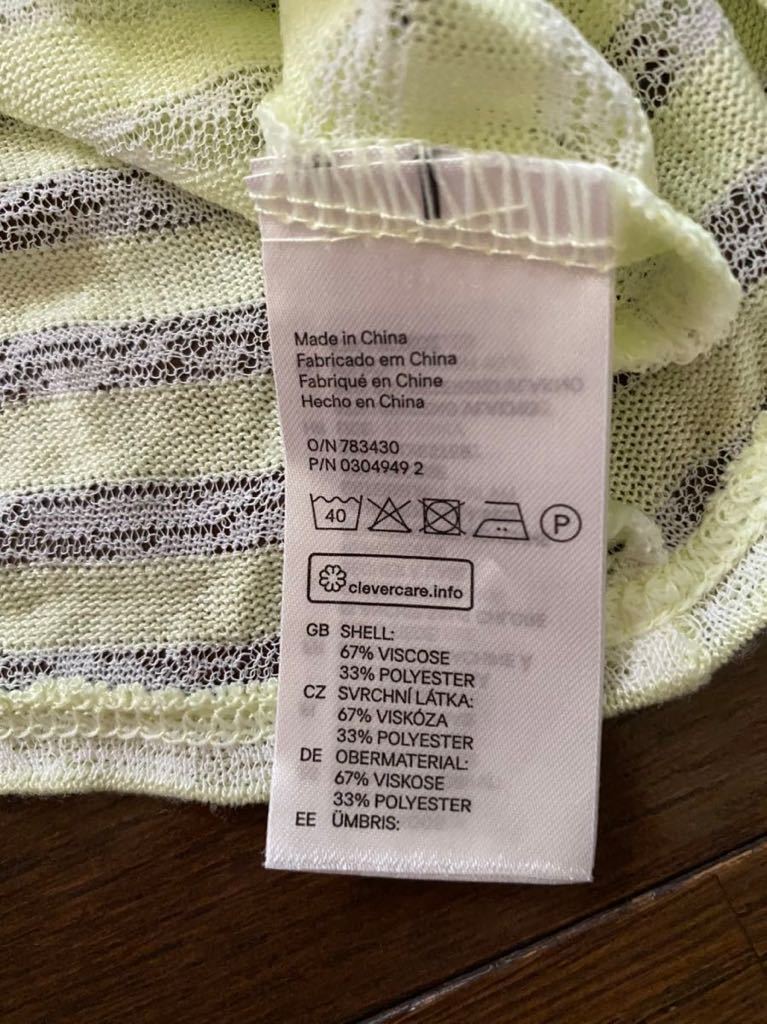 Made in China
Fabricado em China
Fabriqué en Chine
Hecho en China
O/N 783430
P/N 0304949 2
40 P
clevercare.info
GB SHELL:
67% VISCOSE
33% POLYESTER
CZ SVRCHNÍ LÁTKA:
67% VISKÓZA
33% POLYESTER
DE OBERMATERIAL:
67% VISKOSE
33% POLYESTER
EE ÜMBRIS: